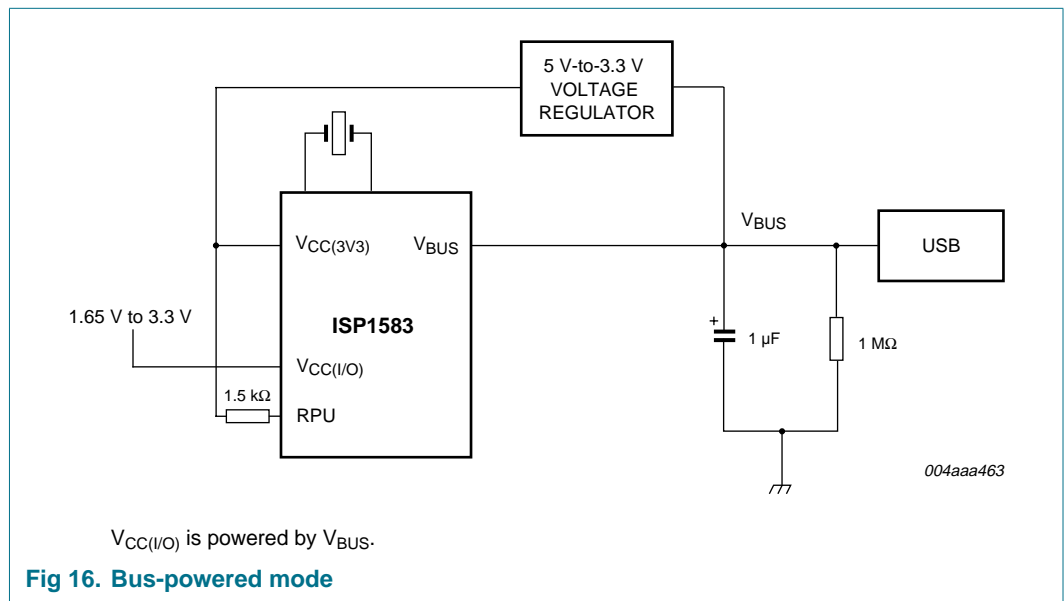 5 V-to-3.3 V
VOLTAGE
REGULATOR
VCC(3V3)
VBUS
VBUS
USB
1.65 V to 3.3 V
ISP1583
1 µF
1 MΩ
+
VCC(I/O)
1.5 kΩ
RPU
004aaa463
VCC(I/O) is powered by VBUS.
Fig 16. Bus-powered mode